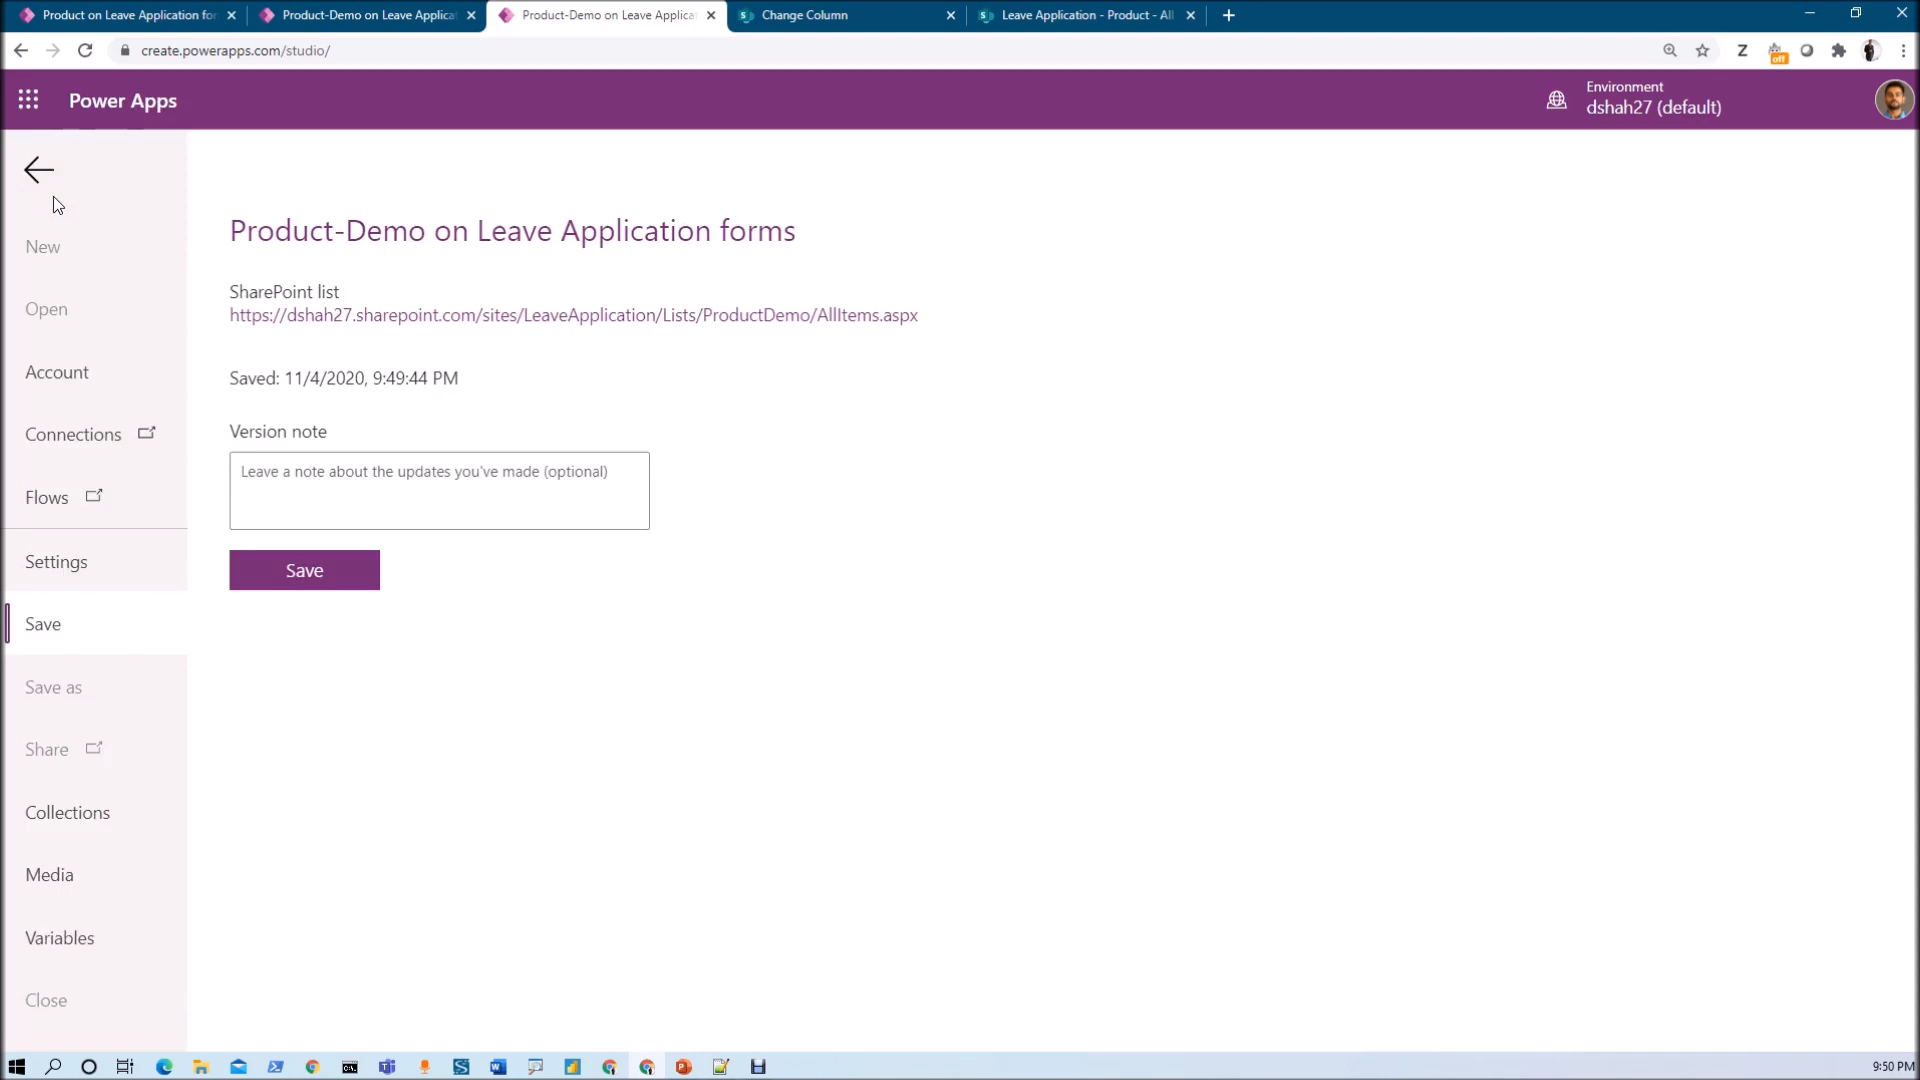 Product on Leave Application for
Product-Demo on Leave Applica
Product-Demo on Leave Applica
Change Column
Leave Application - Product - All
create.powerapps.com/studio/
Z
off
Power Apps
Environment
dshah27 (default)
New
Open
Account
Connections
Flows
Settings
Save
Save as
Share
Collections
Media
Variables
Close
Product-Demo on Leave Application forms
SharePoint list
https://dshah27.sharepoint.com/sites/LeaveApplication/Lists/ProductDemo/AllItems.aspx
Saved: 11/4/2020, 9:49:44 PM
Version note
Leave a note about the updates you've made (optional)
Save
9:50 PM